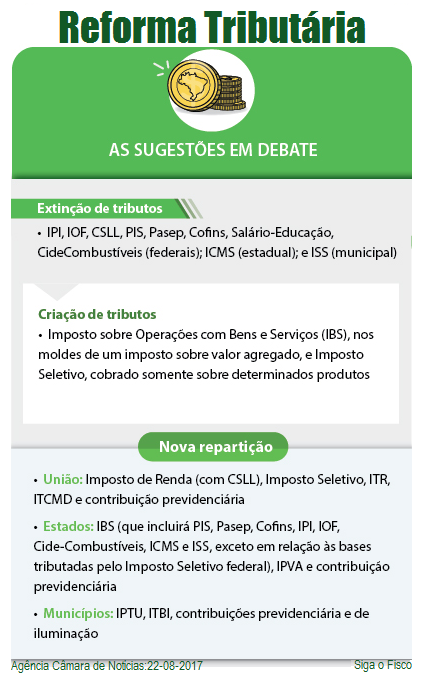 Reforma Tributária
AS SUGESTÕES EM DEBATE
Extinção de tributos
• IPI, IOF, CSLL, PIS, Pasep, Cofins, Salário-Educação,
CideCombustíveis (federais); ICMS (estadual); e ISS (municipal)
Criação de tributos
• Imposto sobre Operações com Bens e Serviços (IBS), nos
moldes de um imposto sobre valor agregado, e Imposto
Seletivo, cobrado somente sobre determinados produtos
Nova repartição
• União: Imposto de Renda (com CSLL), Imposto Seletivo, ITR,
ITCMD e contribuição previdenciária
• Estados: IBS (que incluirá PIS, Pasep, Cofins, IPI, IOF,
Cide-Combustíveis, ICMS e ISS, exceto em relação às bases
tributadas pelo Imposto Seletivo federal), IPVA e contribuição
previdenciária
• Municípios: IPTU, ITBI, contribuições previdenciária e de
iluminação
Agência Câmara de Noticias:22-08-2017
Siga o Fisco